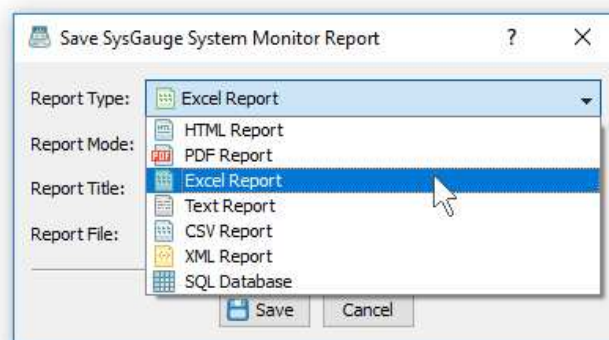 Save SysGauge System Monitor Report ?
Report Type: Excel Report
HTML Report
Report Mode:
PDF PDF Report
Excel Report
Report Title:
Text Report
CSV Report
Report File:
XML Report
SQL Database
Save Cancel